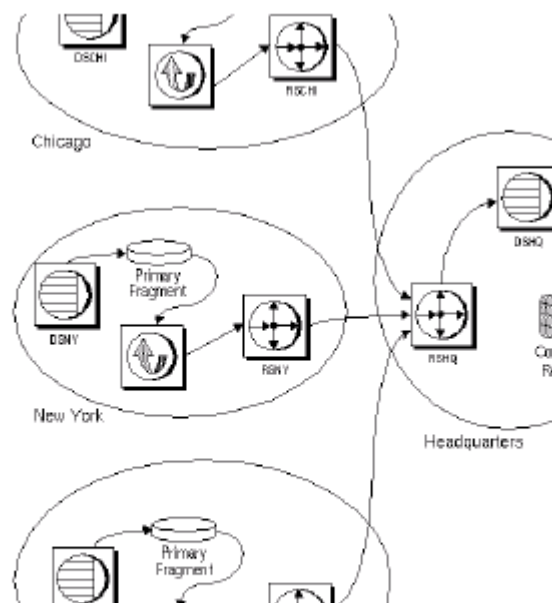 DSCHI
RSCHI
Chicago
DSHQ
Primary
Fragment
DSNY
RSNY
RSHQ
New York
Headquarters
Primary
Fragment